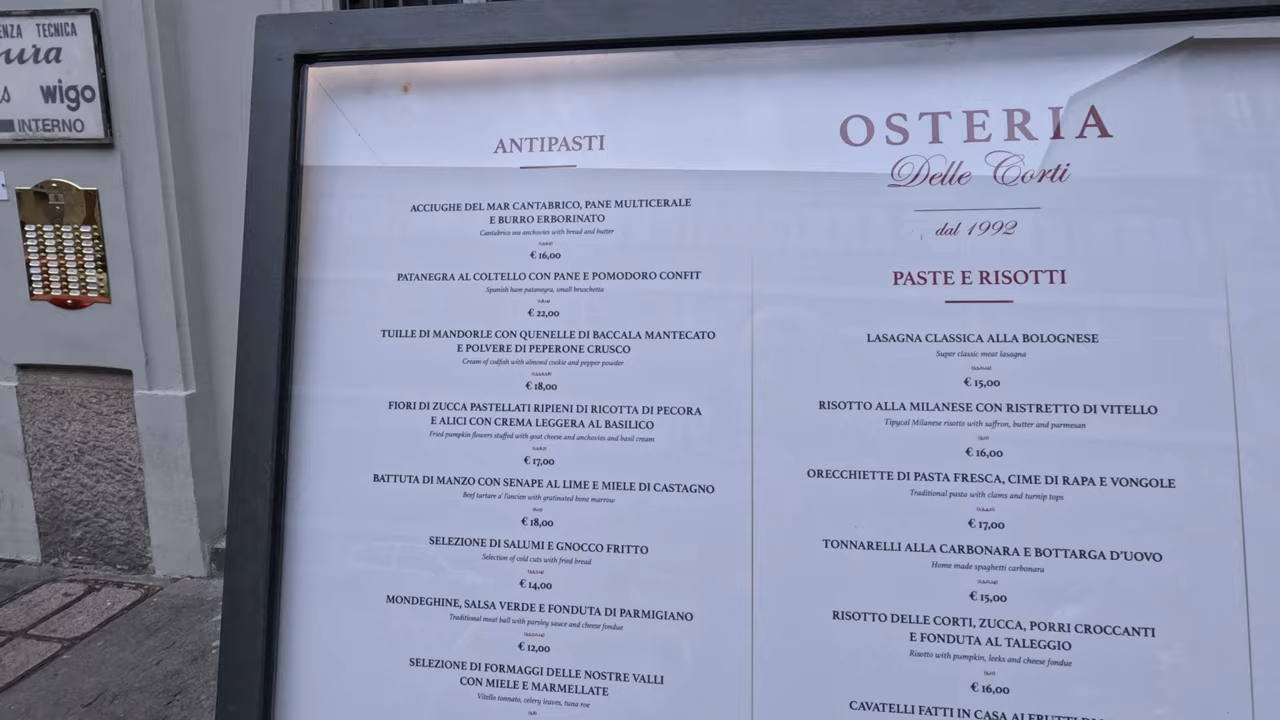 ENZA TECNICA
ura
s wigo
INTERNO
ANTIPASTI
ACCIUGHE DEL MAR CANTABRICO, PANE MULTICERALE
E BURRO ERBORINATO
Cantabrico sea anchovies with bread and butter
€ 16,00
PATANEGRA AL COLTELLO CON PANE E POMODORO CONFIT
Spanish ham patanegra, small bruschetta
€ 22,00
TUILLE DI MANDORLE CON QUENELLE DI BACCALA MANTECATO
E POLVERE DI PEPERONE CRUSCO
Cream of codfish with almond cookie and pepper powder
€ 18,00
FIORI DI ZUCCA PASTELLATI RIPIENI DI RICOTTA DI PECORA
E ALICI CON CREMA LEGGERA AL BASILICO
Fried pumpkin flowers stuffed with goat cheese and anchovies and basil cream
€ 17,00
BATTUTA DI MANZO CON SENAPE AL LIME E MIELE DI CASTAGNO
Beef tartare a' l'ancien with gratinated bone marrow
€ 18,00
SELEZIONE DI SALUMI E GNOCCO FRITTO
Selection of cold cuts with fried bread
€ 14,00
MONDEGHINE, SALSA VERDE E FONDUTA DI PARMIGIANO
Traditional meat ball with parsley sauce and cheese fondue
€ 12,00
SELEZIONE DI FORMAGGI DELLE NOSTRE VALLI
CON MIELE E MARMELLATE
Vitello tonnato, celery leaves, tuna roe
OSTERIA
Delle Corti
dal 1992
PASTE E RISOTTI
LASAGNA CLASSICA ALLA BOLOGNESE
Super classic meat lasagna
€ 15,00
RISOTTO ALLA MILANESE CON RISTRETTO DI VITELLO
Tipycal Milanese risotto with saffron, butter and parmesan
€ 16,00
ORECCHIETTE DI PASTA FRESCA, CIME DI RAPA E VONGOLE
Traditional pasta with clams and turnip tops
€ 17,00
TONNARELLI ALLA CARBONARA E BOTTARGA D'UOVO
Home made spaghetti carbonara
€ 15,00
RISOTTO DELLE CORTI, ZUCCA, PORRI CROCCANTI
E FONDUTA AL TALEGGIO
Risotto with pumpkin, leeks and cheese fondue
€ 16,00
CAVATELLI FATTI IN CASA AI FRUTTI